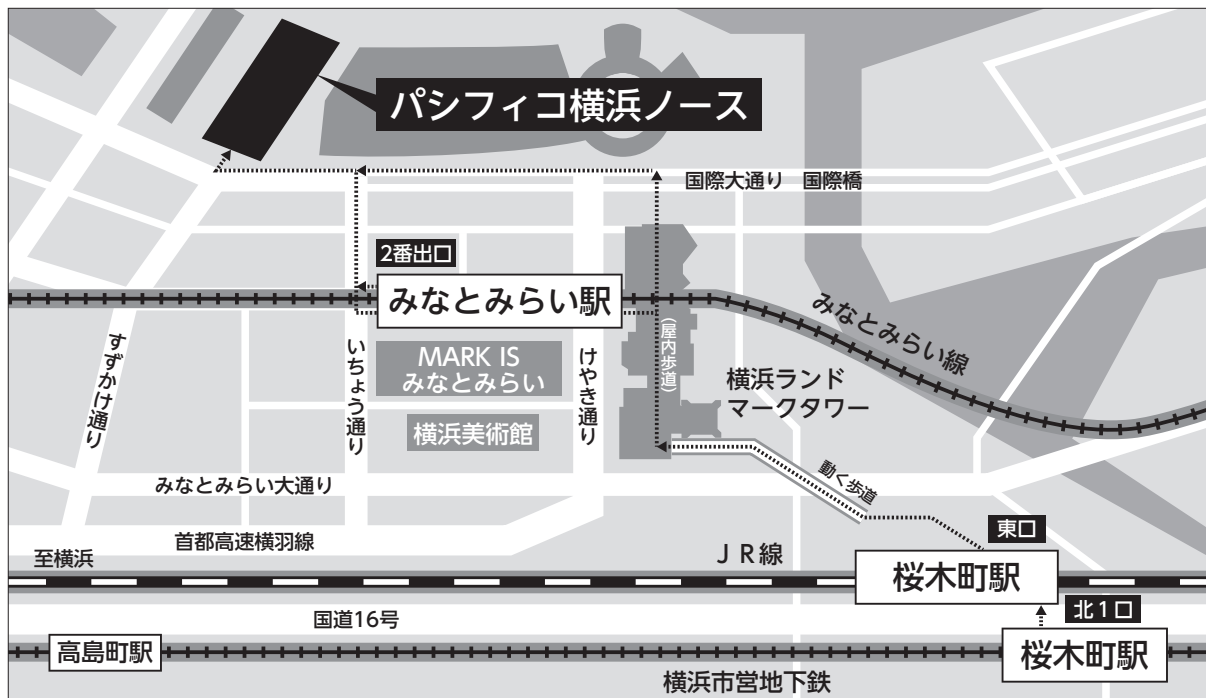 パシフィコ横浜ノース
国際大通り 国際橋
2番出口
みなとみらい駅
みなとみらい線
すずかけ通り
いちょう通り
MARK IS
みなとみらい
けやき通り
(屋内歩道)
横浜ランド
マークタワー
横浜美術館
みなとみらい大通り
動く歩道
首都高速横羽線
東口
至横浜
JR線
桜木町駅
国道16号
北1口
高島町駅
桜木町駅
横浜市営地下鉄